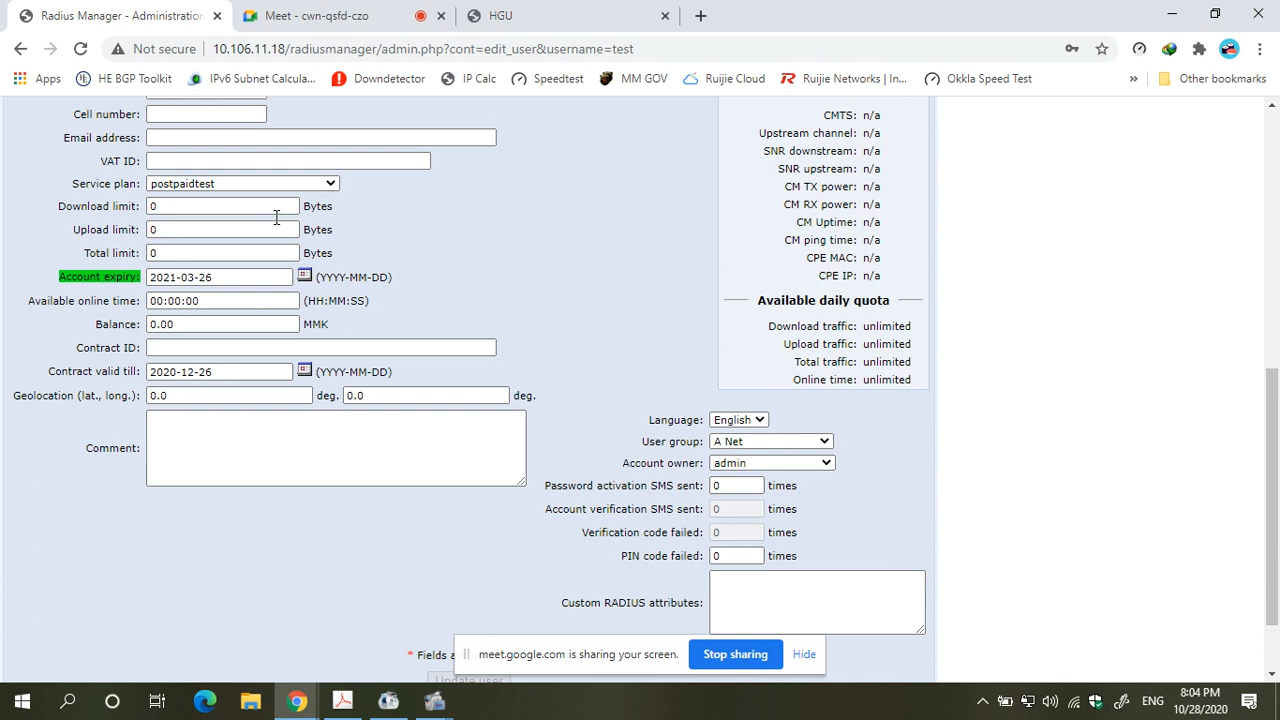 Radius Manager - Administration
Meet - cwn-qsfd-czo
HGU
Not secure
10.106.11.18/radiusmanager/admin.php?cont=edit_user&username=test
Apps
HE BGP Toolkit
IPv6 Subnet Calcula...
Downdetector
IP Calc
Speedtest
MM GOV
Rujie Cloud
Ruijie Networks | In...
Okkla Speed Test
»
Other bookmarks
Cell number:
Email address:
VAT ID:
Service plan: postpaidtest
Download limit: 0 Bytes
Upload limit: 0 Bytes
Total limit: 0 Bytes
Account expiry: 2021-03-26 (YYYY-MM-DD)
Available online time: 00:00:00 (HH:MM:SS)
Balance: 0.00 MMK
Contract ID:
Contract valid till: 2020-12-26 (YYYY-MM-DD)
Geolocation (lat., long.): 0.0 deg. 0.0 deg.
Comment:
CMTS: n/a
Upstream channel: n/a
SNR downstream: n/a
SNR upstream: n/a
CM TX power: n/a
CM RX power: n/a
CM Uptime: n/a
CM ping time: n/a
CPE MAC: n/a
CPE IP: n/a
Available daily quota
Download traffic: unlimited
Upload traffic: unlimited
Total traffic: unlimited
Online time: unlimited
Language: English
User group: A Net
Account owner: admin
Password activation SMS sent: 0 times
Account verification SMS sent: 0 times
Verification code failed: 0 times
PIN code failed: 0 times
Custom RADIUS attributes:
* Fields
meet.google.com is sharing your screen.
Stop sharing
Hide
Update user
ENG
8:04 PM
10/28/2020